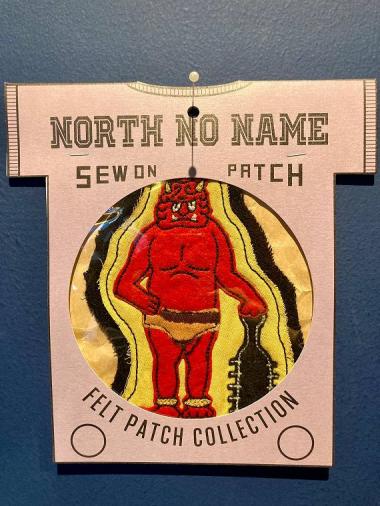 NORTH NO NAME
SEW ON PATCH
FELT PATCH COLLECTION